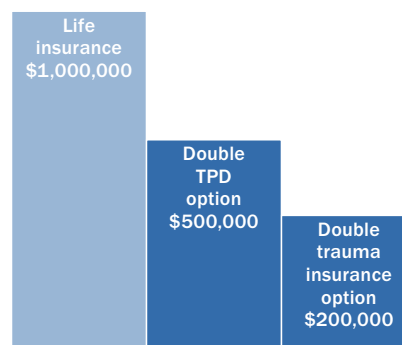 Life
insurance
$1,000,000
Double
TPD
option
$500,000
Double
trauma
insurance
option
$200,000